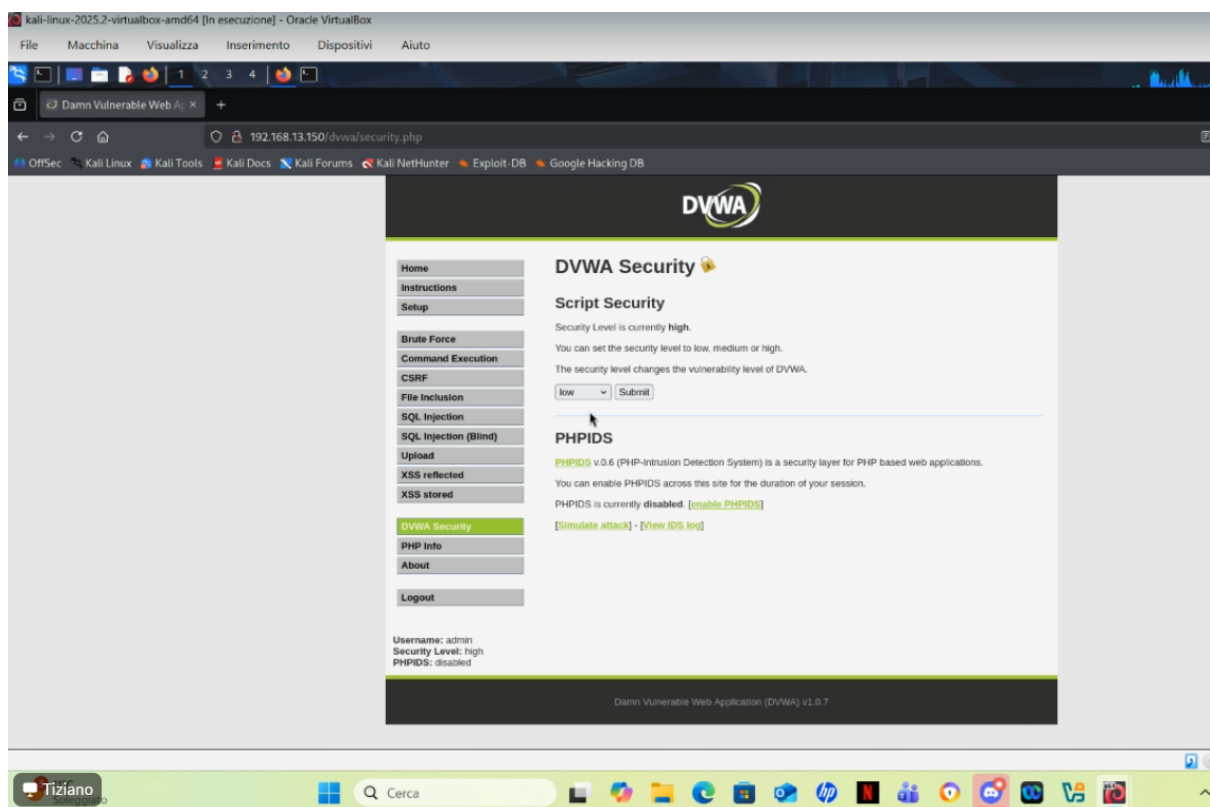 kali-linux-2025.2-virtualbox-amd64 [In esecuzione] - Oracle VirtualBox
File Macchina Visualizza Inserimento Dispositivi Aiuto
1 2 3 4
Damn Vulnerable Web Ap
192.168.13.150/dvwa/security.php
OffSec Kali Linux Kali Tools Kali Docs Kali Forums Kali NetHunter Exploit-DB Google Hacking DB
DVWA
Home
Instructions
Setup
Brute Force
Command Execution
CSRF
File Inclusion
SQL Injection
SQL Injection (Blind)
Upload
XSS reflected
XSS stored
DVWA Security
PHP Info
About
Logout
Username: admin
Security Level: high
PHPIDS: disabled
DVWA Security
Script Security
Security Level is currently high.
You can set the security level to low, medium or high.
The security level changes the vulnerability level of DVWA.
low Submit
PHPIDS
PHPIDS v.0.6 (PHP-Intrusion Detection System) is a security layer for PHP based web applications.
You can enable PHPIDS across this site for the duration of your session.
PHPIDS is currently disabled. [enable PHPIDS]
[Simulate attack] - [View IDS log]
Damn Vulnerable Web Application (DVWA) v1.0.7
Tiziano
Soleggiato
Cerca
hp
N